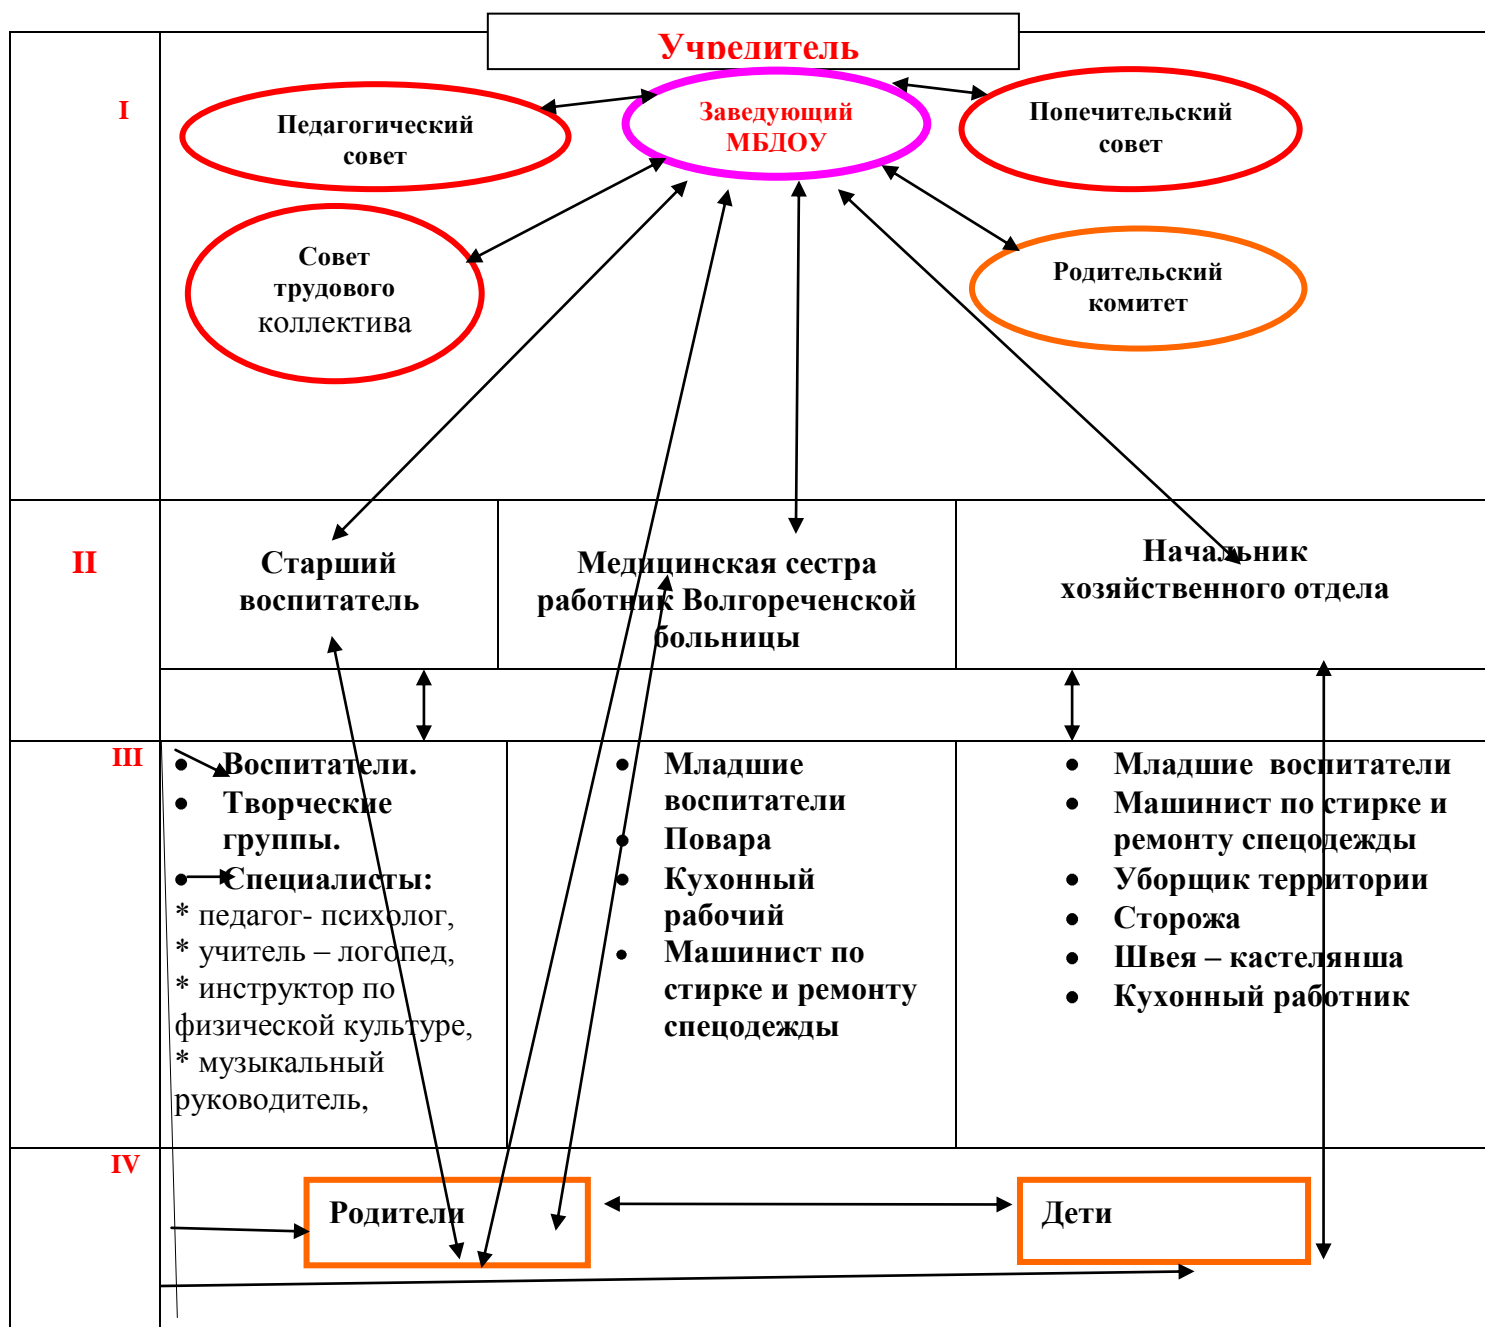 Учредитель
I
Педагогический
совет
Заведующий
МБДОУ
Попечительский
совет
Совет
трудового
коллектива
Родительский
комитет
II
Старший
воспитатель
Медицинская сестра
работник Волгореченской
больницы
Начальник
хозяйственного отдела
III
• Воспитатели.
• Творческие
группы.
• Специалисты:
* педагог- психолог,
* учитель – логопед,
* инструктор по
физической культуре,
* музыкальный
руководитель,
• Младшие
воспитатели
• Повара
• Кухонный
рабочий
• Машинист по
стирке и ремонту
спецодежды
• Младшие  воспитатели
• Машинист по стирке и
ремонту спецодежды
• Уборщик территории
• Сторожа
• Швея – кастелянша
• Кухонный работник
IV
Родители
Дети